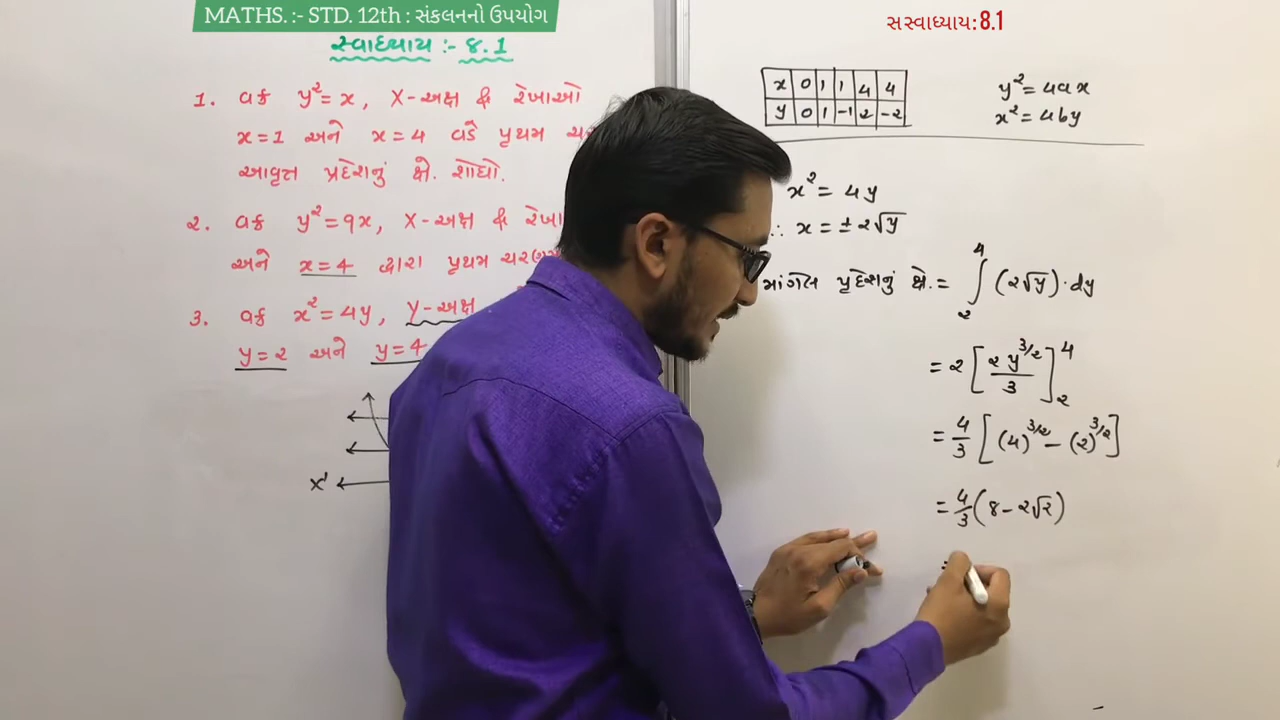 MATHS. :- STD. 12th : સંકલનનો ઉપયોગ
સ્વાધ્યાય :- 8.1
1. વક્ર y²= x, X-અક્ષ & રેખાઓ
x=1 અને x=4 વડે પ્રથમ
આવૃત્ત પ્રદેશનું ક્ષે. શોધો.
2. વક્ર y²=9x, X-અક્ષ &
અને x=4 દ્વારા પ્રથમ
3. વક્ર x²=4y, Y-અક્ષ
y=2 અને y=4
X'
સસ્વાધ્યાય: 8.1
x 0 1 1 4 4
y 0 1 -1 2 -2
y²= 4ax
x²= 4by
x²= 4y
x = ±2√y
પ્રદેશનું ક્ષે. = ∫₂⁴ (2√y)·dy
= 2 [2y^3/2 / 3]₂⁴
= 4/3 [(4)^3/2 - (2)^3/2]
= 4/3 (8-2√2)